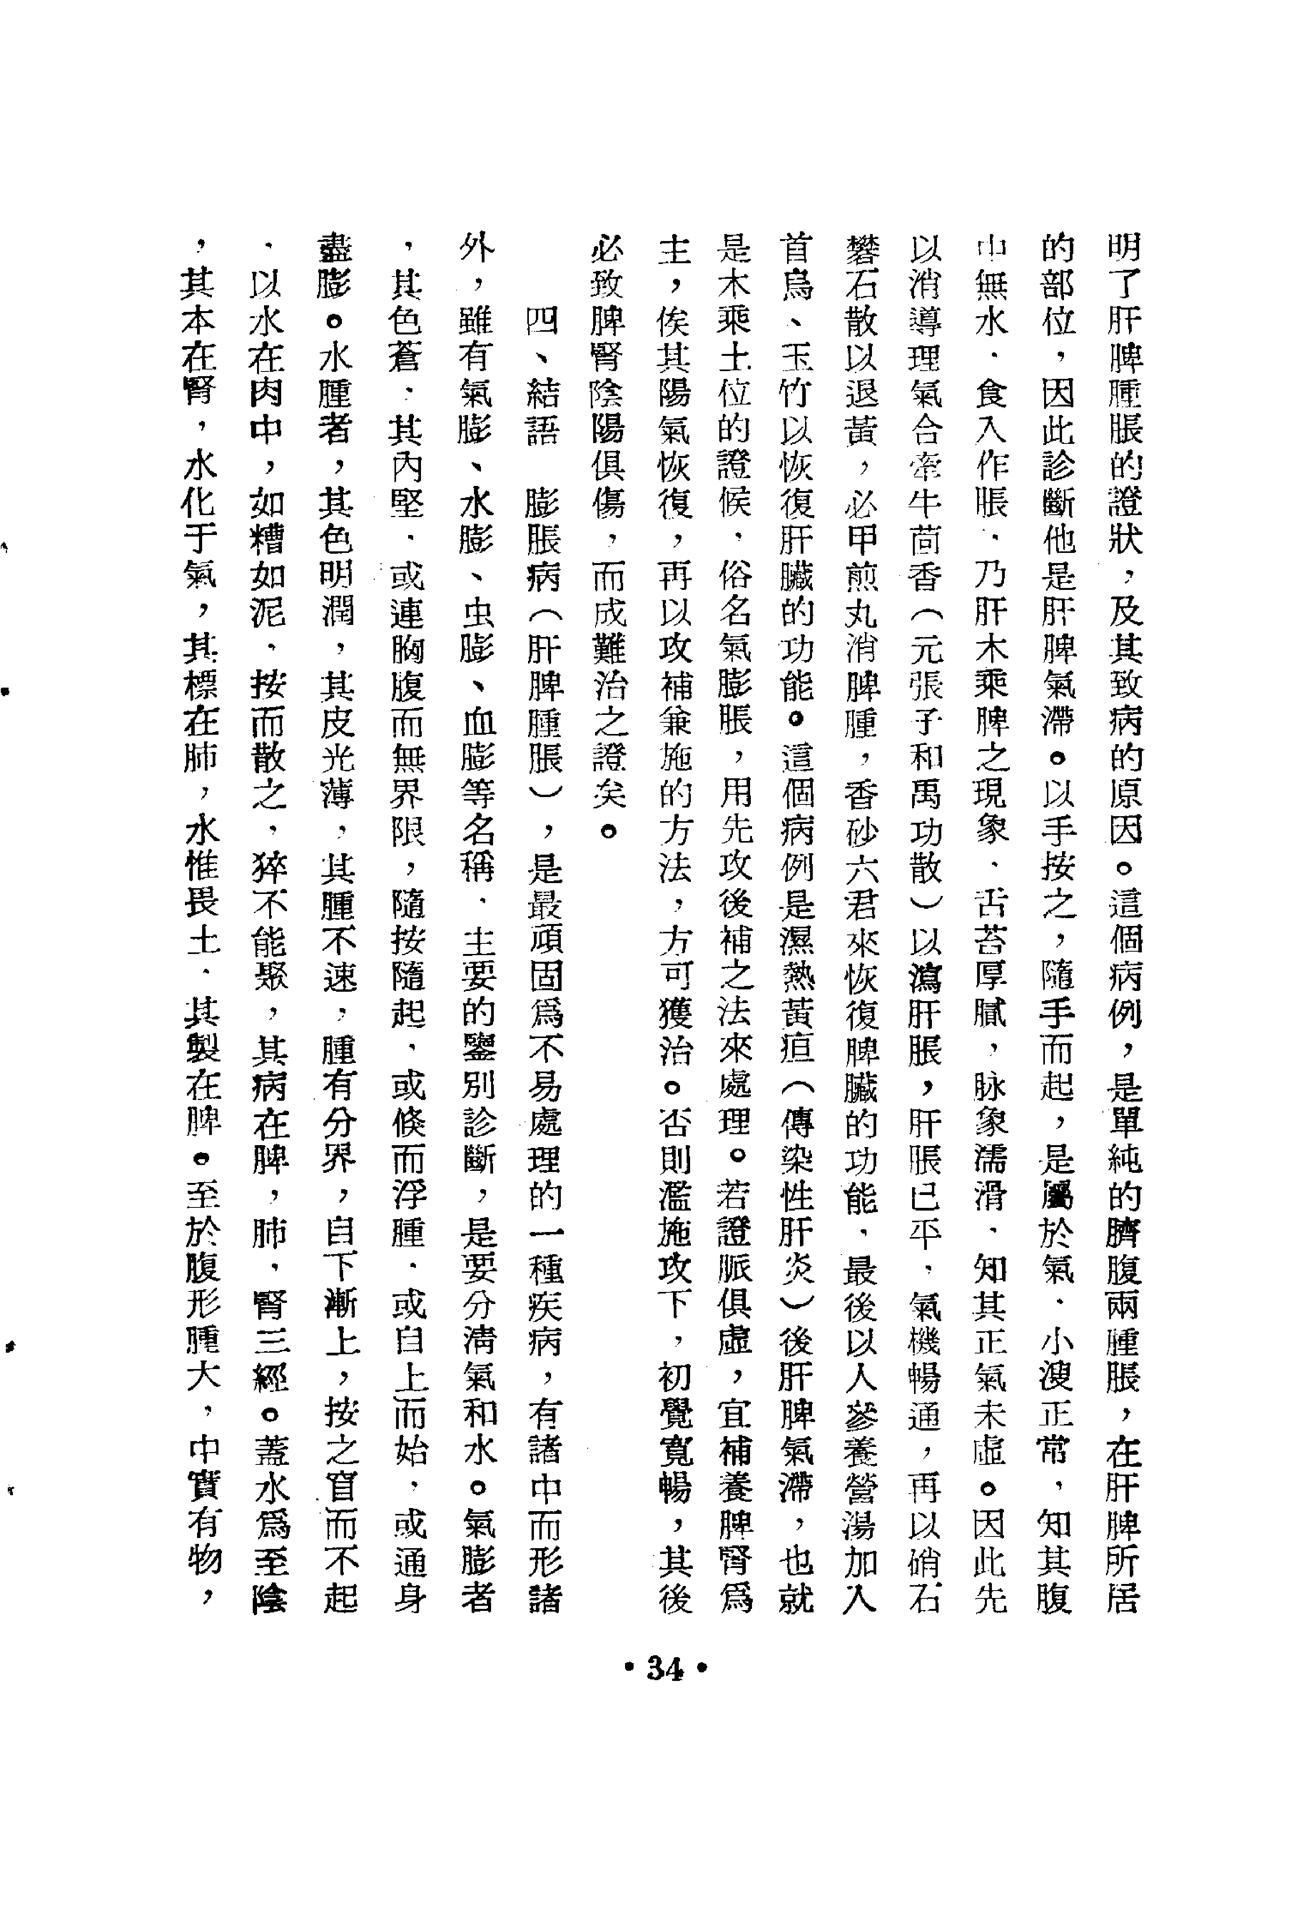 明了肝脾腫脹的證狀，及其致病的原因。這個病例，是單純的臍腹兩腫脹，在肝脾所居
的部位，因此診斷他是肝脾氣滯。以手按之，隨手而起，是屬於氣．小溲正常，知其腹
中無水．食入作脹．乃肝木乘脾之現象．舌苔厚膩，脉象濡滑．知其正氣未虛。因此先
以消導理氣合牽牛茴香（元張子和禹功散）以瀉肝脹，肝脹已平．氣機暢通，再以硝石
礬石散以退黃，必甲煎丸消脾腫，香砂六君來恢復脾臟的功能．最後以人參養營湯加入
首烏、玉竹以恢復肝臟的功能。這個病例是濕熱黃疸（傳染性肝炎）後肝脾氣滯，也就
是木乘土位的證候．俗名氣膨脹，用先攻後補之法來處理。若證脈俱虛，宜補養脾腎爲
主，俟其陽氣恢復，再以攻補兼施的方法，方可獲治。否則濫施攻下，初覺寬暢，其後
必致脾腎陰陽俱傷，而成難治之證矣。
四、結語　膨脹病（肝脾腫脹），是最頑固爲不易處理的一種疾病，有諸中而形諸
外，雖有氣膨、水膨、虫膨、血膨等名稱．主要的鑒別診斷，是要分淸氣和水。氣膨者
，其色蒼．其內堅．或連胸腹而無界限，隨按隨起．或倏而浮腫．或自上而始．或通身
盡膨。水腫者，其色明潤，其皮光薄，其腫不速，腫有分界，自下漸上，按之窅而不起
．以水在肉中，如糟如泥．按而散之．猝不能聚，其病在脾，肺，腎三經。蓋水爲至陰
，其本在腎，水化于氣，其標在肺，水惟畏土．其製在脾。至於腹形腫大，中實有物，
• 34 •